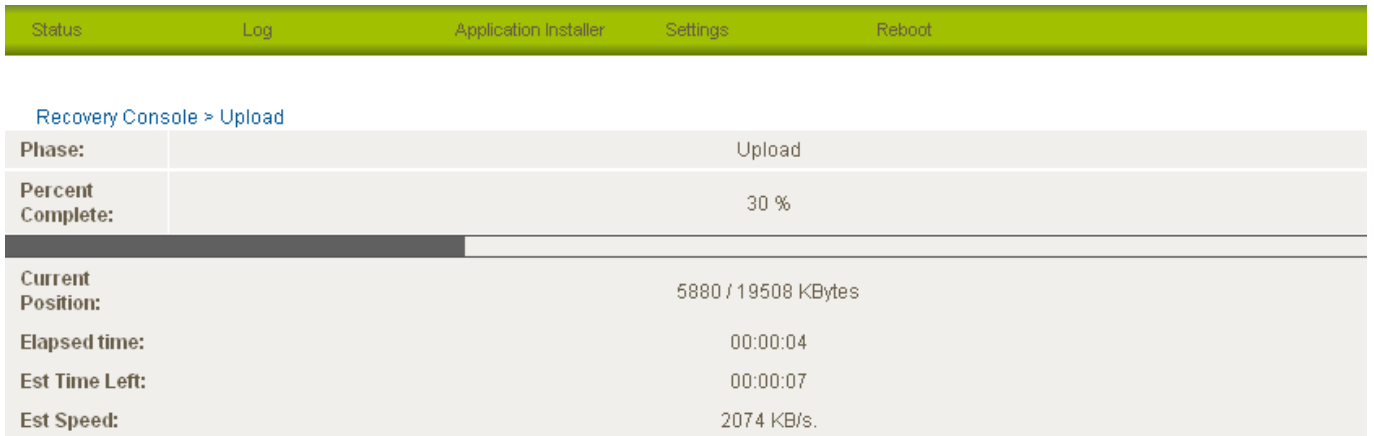 Status Log Application Installer Settings Reboot
Recovery Console > Upload
Phase: Upload
Percent
Complete: 30 %
Current
Position: 5880 / 19508 KBytes
Elapsed time: 00:00:04
Est Time Left: 00:00:07
Est Speed: 2074 KB/s.